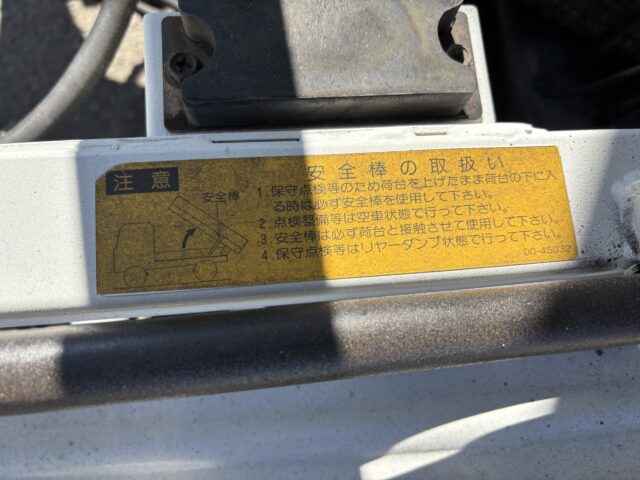 注意
安全棒の取扱い
安全棒
1. 保守点検等のため荷台を上げたまま荷台の下に入
る時は必ず安全棒を使用して下さい。
2. 点検整備等は空車状態で行って下さい。
3. 安全棒は必ず荷台と接触させて使用して下さい。
4. 保守点検等はリヤーダンプ状態で行って下さい。
DO-45032